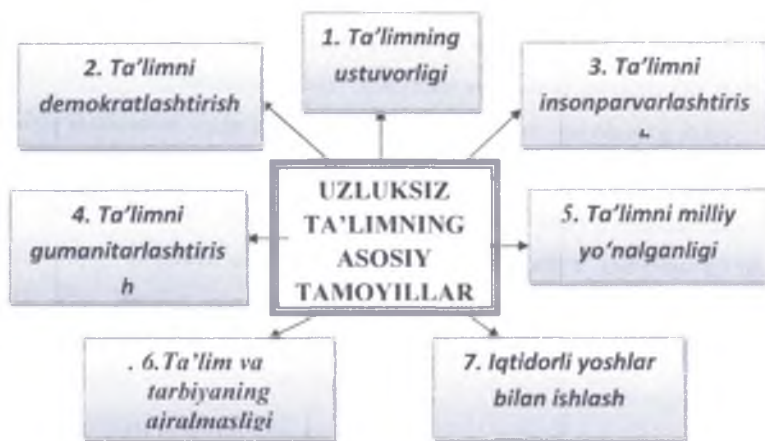 1. Ta’limning
ustuvorligi
2. Ta’limni
demokratlashtirish
3. Ta’limni
insonparvarlashtiris
UZLUKSIZ
TA’LIMNING
ASOSIY
TAMOYILLAR
4. Ta’limni
gumanitarlashtiris
h
5. Ta’limni milliy
yo‘nalganligi
. 6.Ta’lim va
tarbiyaning
ajralmasligi
7. Iqtidorli yoshlar
bilan ishlash